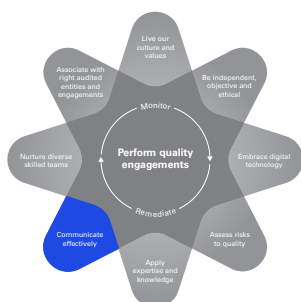 Live our
culture and
values
Associate with
right audited
entities and
engagements
Be independent,
objective and
ethical
Monitor
Nurture diverse
skilled teams
Perform quality
engagements
Embrace digital
technology
Remediate
Communicate
effectively
Assess risks
to quality
Apply
expertise and
knowledge